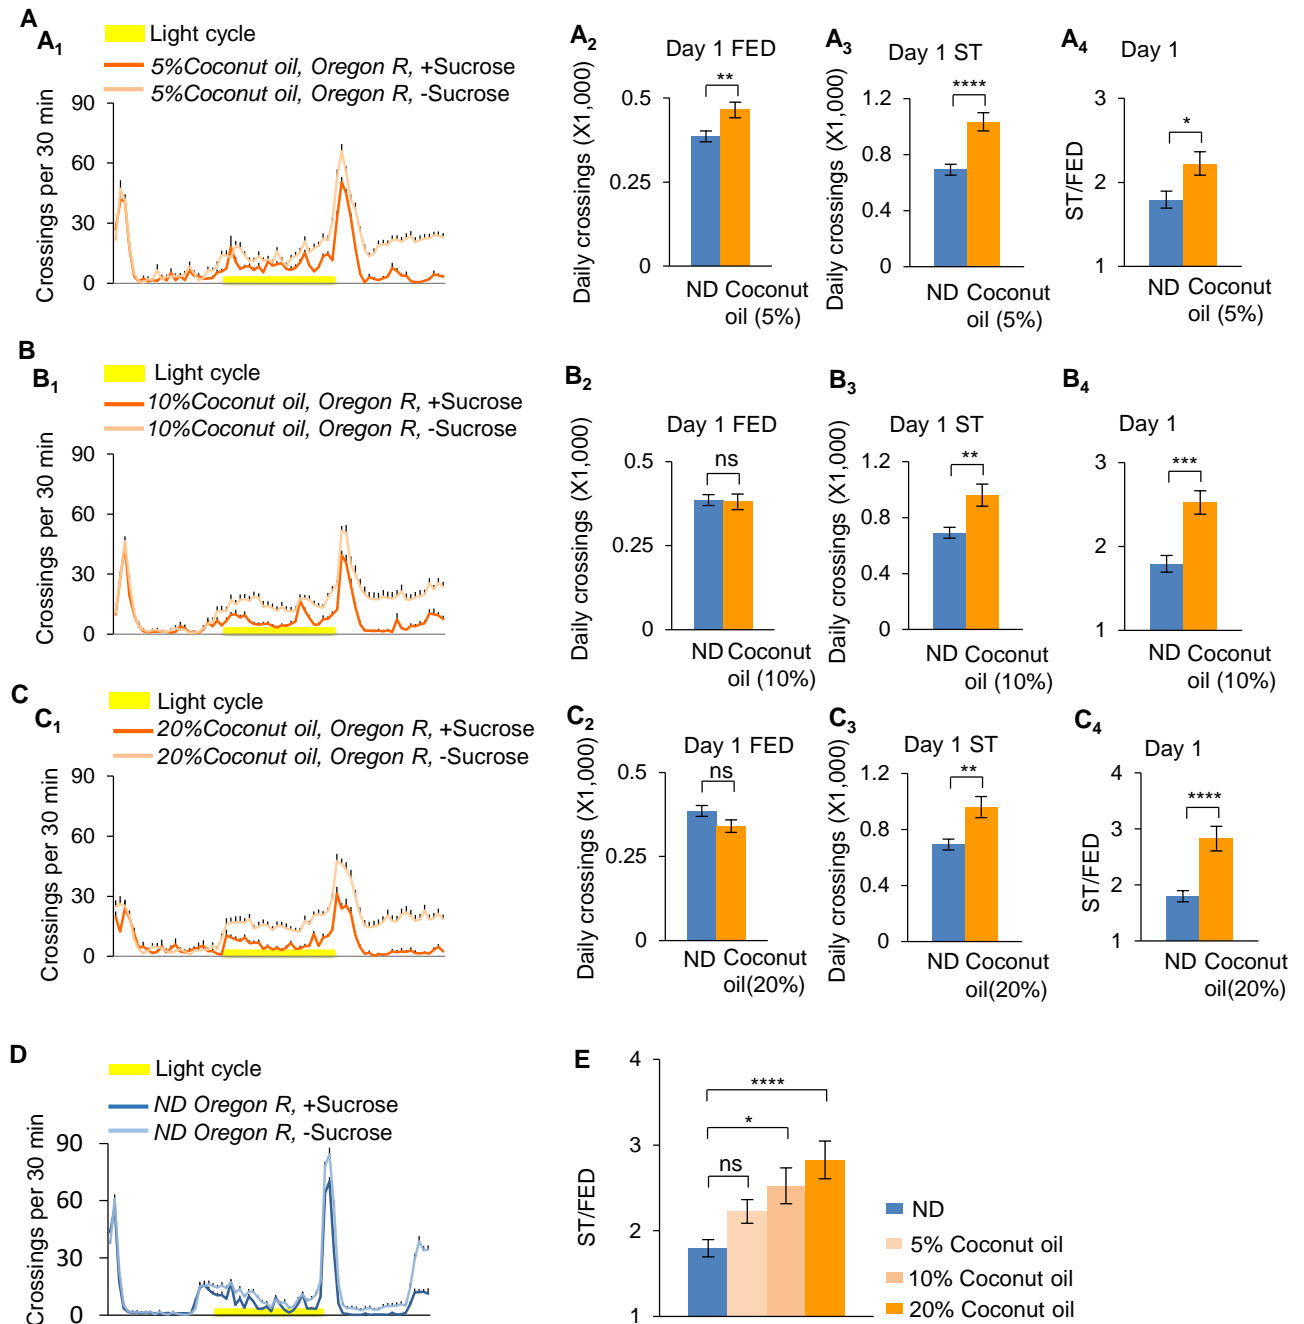 A
A1
Light cycle
5%Coconut oil, Oregon R, +Sucrose
5%Coconut oil, Oregon R, -Sucrose
Crossings per 30 min
90
60
30
0
A2
Day 1 FED
**
Daily crossings (X1,000)
0.5
0.25
0
ND Coconut
oil (5%)
A3
Day 1 ST
****
Daily crossings (X1,000)
1.2
0.8
0.4
0
ND Coconut
oil (5%)
A4
Day 1
*
ST/FED
3
2
1
ND Coconut
oil (5%)
B
B1
Light cycle
10%Coconut oil, Oregon R, +Sucrose
10%Coconut oil, Oregon R, -Sucrose
Crossings per 30 min
90
60
30
0
B2
Day 1 FED
ns
Daily crossings (X1,000)
0.5
0.25
0
ND Coconut
oil (10%)
B3
Day 1 ST
**
Daily crossings (X1,000)
1.2
0.8
0.4
0
ND Coconut
oil (10%)
B4
Day 1
***
3
2
1
ND Coconut
oil (10%)
C
C1
Light cycle
20%Coconut oil, Oregon R, +Sucrose
20%Coconut oil, Oregon R, -Sucrose
Crossings per 30 min
90
60
30
0
C2
Day 1 FED
ns
Daily crossings (X1,000)
0.5
0.25
0
ND Coconut
oil(20%)
C3
Day 1 ST
**
Daily crossings (X1,000)
1.2
0.8
0.4
0
ND Coconut
oil(20%)
C4
Day 1
****
ST/FED
4
3
2
1
ND Coconut
oil(20%)
D
Light cycle
ND Oregon R, +Sucrose
ND Oregon R, -Sucrose
Crossings per 30 min
90
60
30
0
E
ST/FED
4
3
2
1
****
*
ns
ND
5% Coconut oil
10% Coconut oil
20% Coconut oil